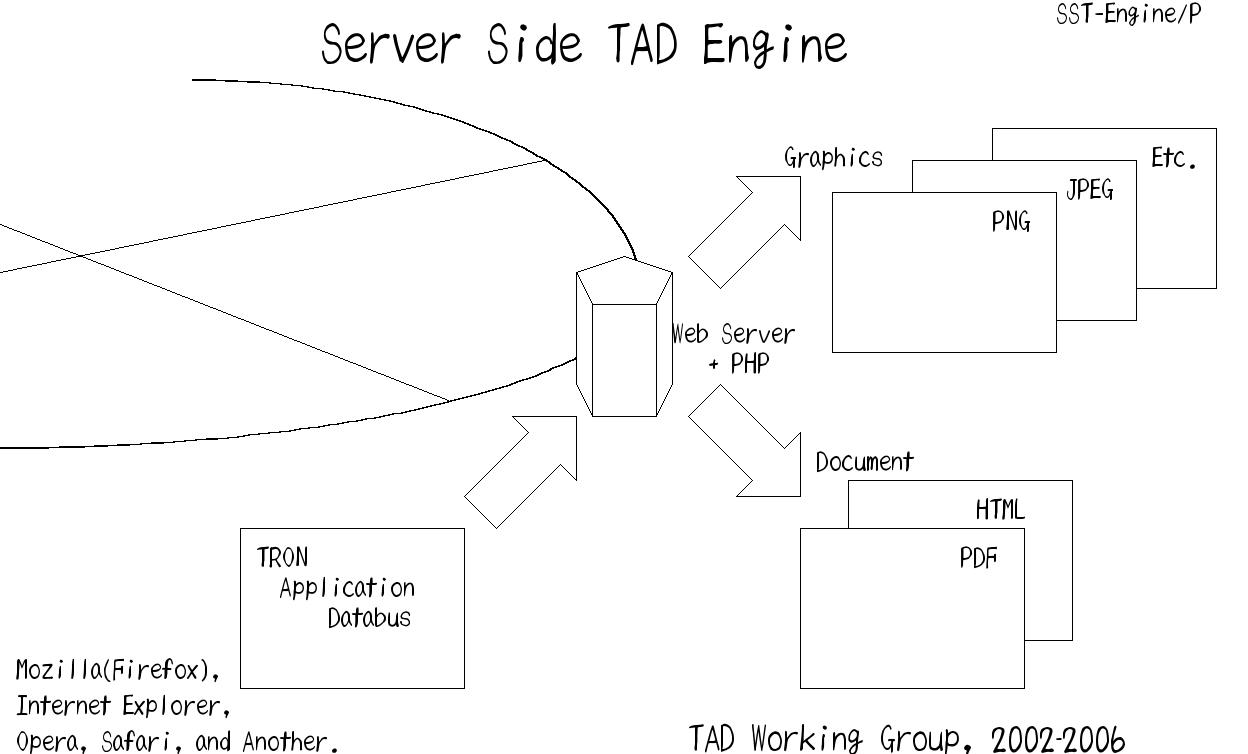 SST-Engine/P
Server Side TAD Engine
Graphics
Etc.
JPEG
PNG
Web Server
+ PHP
Document
HTML
PDF
TRON
Application
Databus
Mozilla(Firefox),
Internet Explorer,
Opera, Safari, and Another.
TAD Working Group, 2002-2006